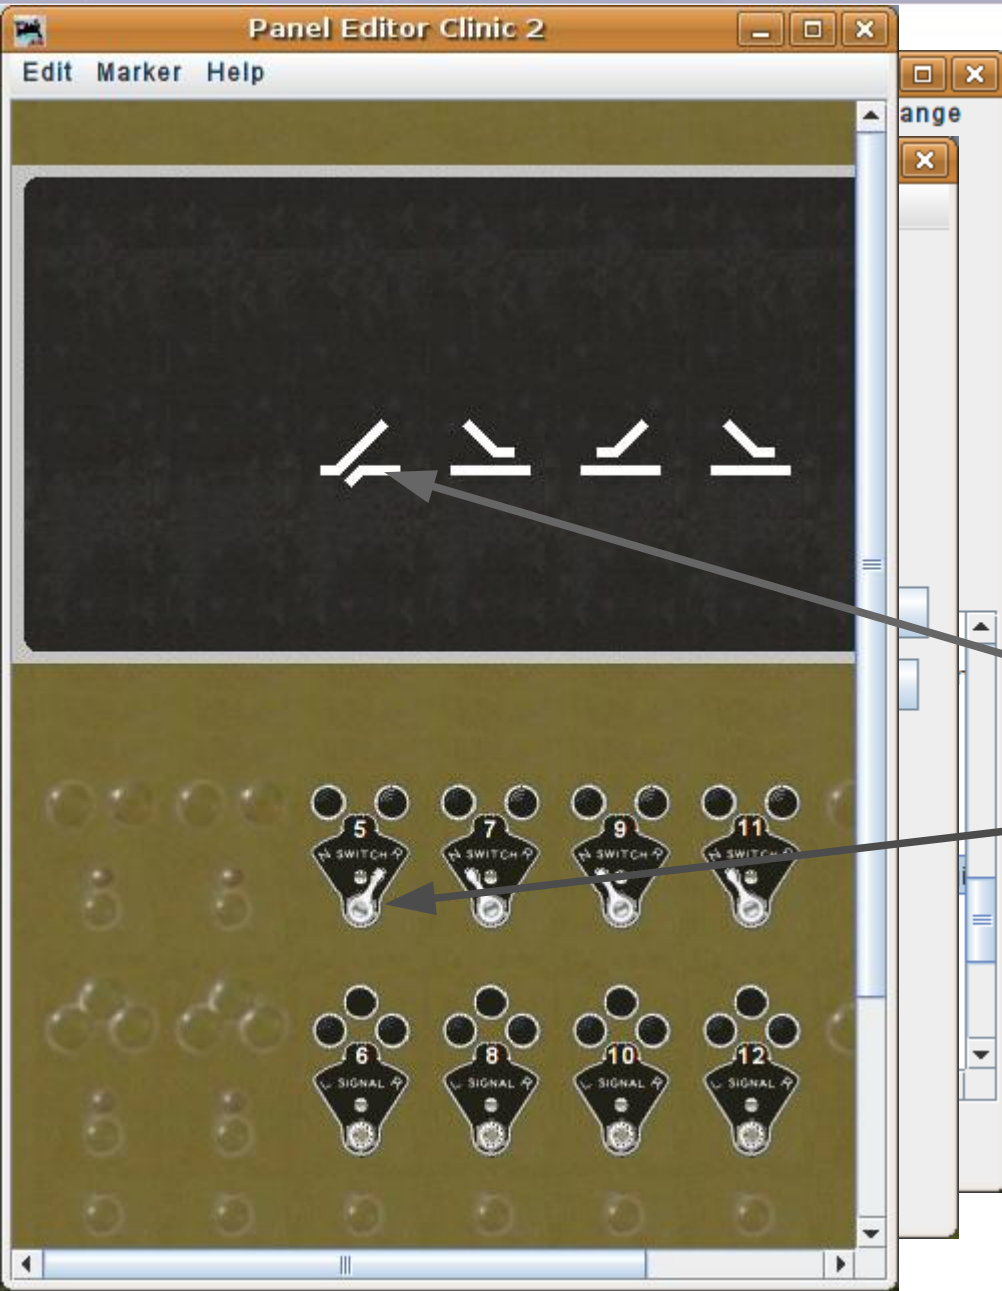 Panel Editor Clinic 2
Edit Marker Help
ange
5 7 9 11
N SWITCH R N SWITCH R N SWITCH R N SWITCH R
6 8 10 12
L SIGNAL R L SIGNAL R L SIGNAL R L SIGNAL R